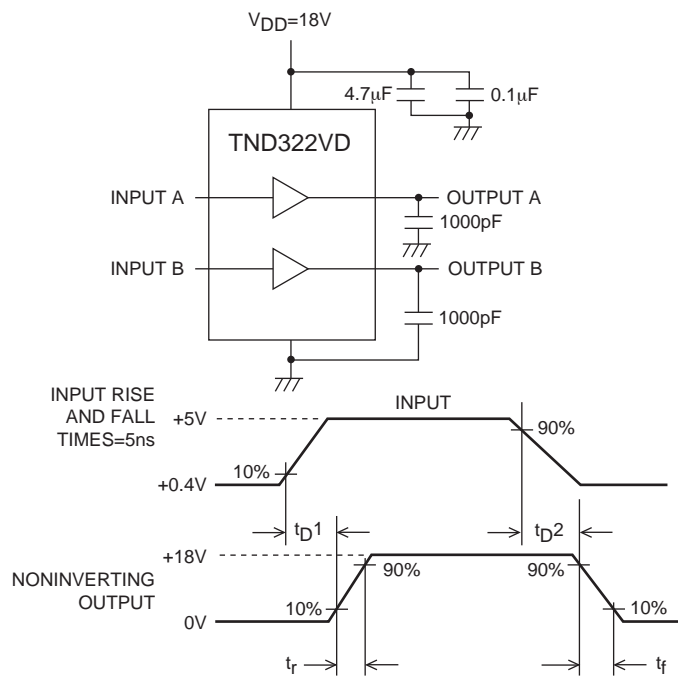 VDD=18V
4.7µF
0.1µF
TND322VD
INPUT A
OUTPUT A
1000pF
INPUT B
OUTPUT B
1000pF
INPUT RISE
AND FALL
TIMES=5ns
+5V
INPUT
90%
10%
+0.4V
tD1
tD2
+18V
NONINVERTING
OUTPUT
90%
90%
10%
10%
0V
tr
tf